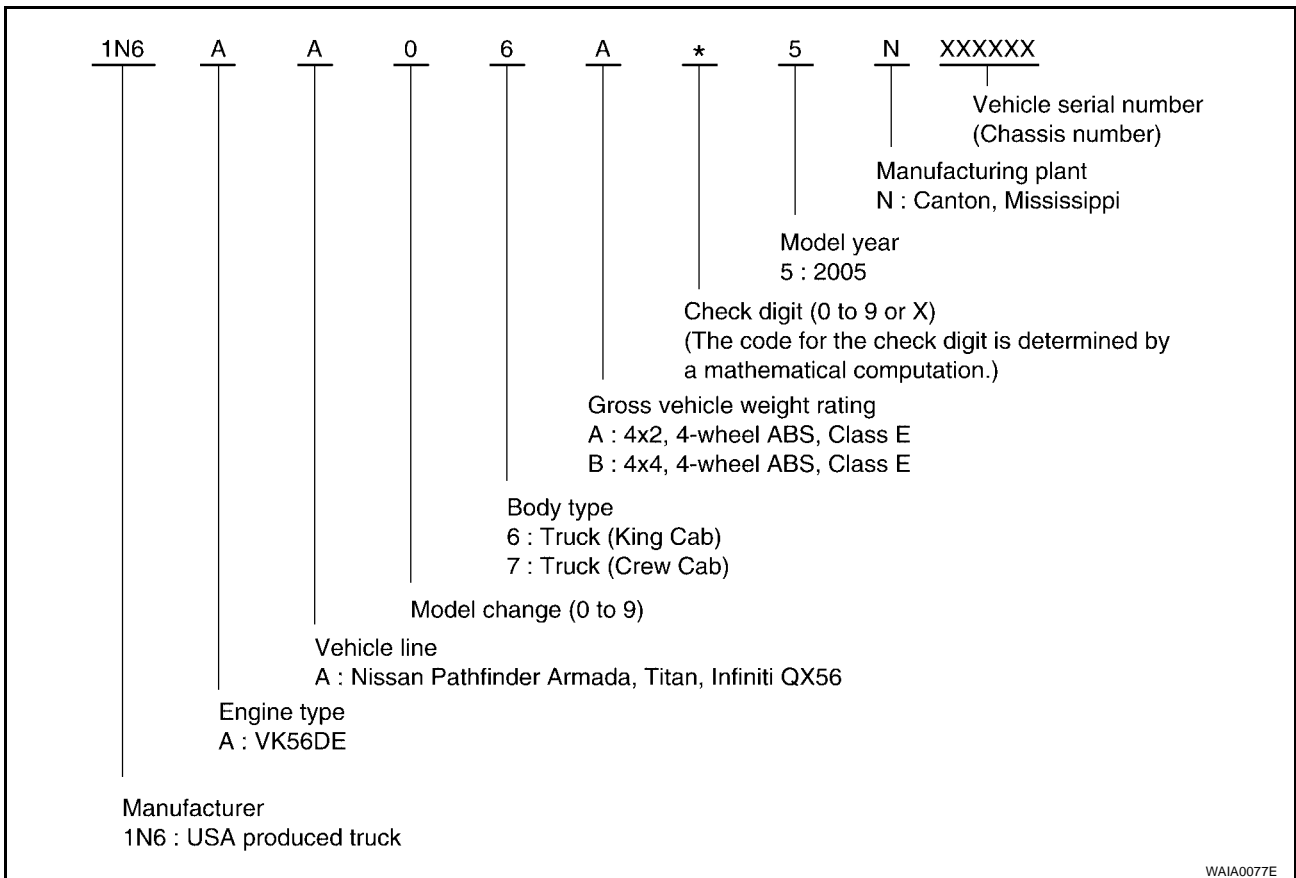 1N6 A A 0 6 A * 5 N XXXXXX
Vehicle serial number
(Chassis number)
Manufacturing plant
N : Canton, Mississippi
Model year
5 : 2005
Check digit (0 to 9 or X)
(The code for the check digit is determined by
a mathematical computation.)
Gross vehicle weight rating
A : 4x2, 4-wheel ABS, Class E
B : 4x4, 4-wheel ABS, Class E
Body type
6 : Truck (King Cab)
7 : Truck (Crew Cab)
Model change (0 to 9)
Vehicle line
A : Nissan Pathfinder Armada, Titan, Infiniti QX56
Engine type
A : VK56DE
Manufacturer
1N6 : USA produced truck
WAIA0077E